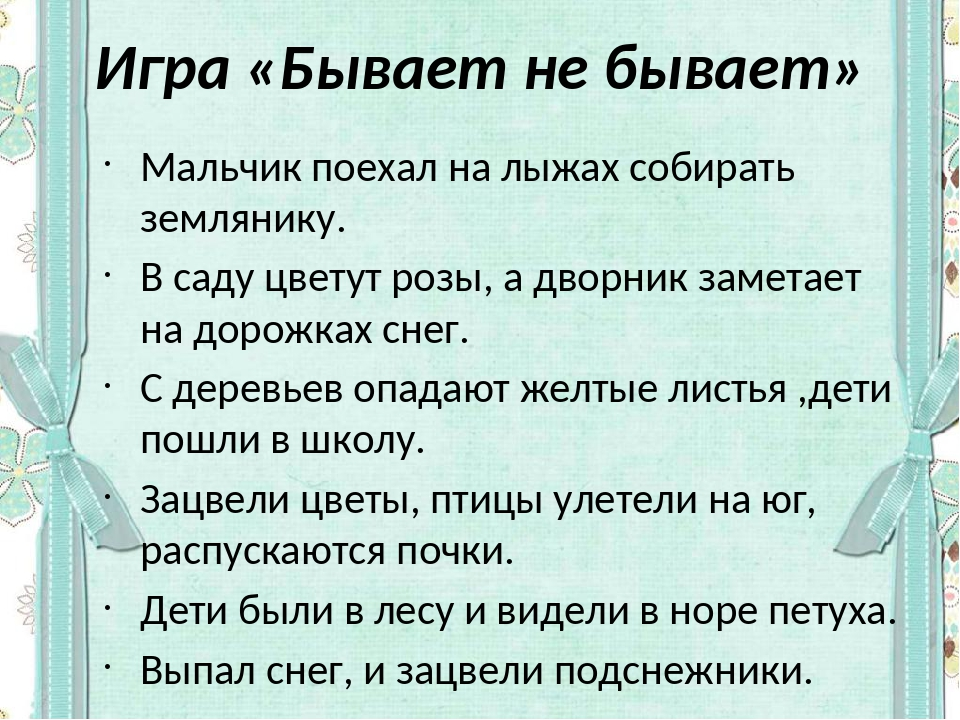 Игра «Бывает не бывает»
· Мальчик поехал на лыжах собирать
землянику.
· В саду цветут розы, а дворник заметает
на дорожках снег.
· С деревьев опадают желтые листья ,дети
пошли в школу.
· Зацвели цветы, птицы улетели на юг,
распускаются почки.
· Дети были в лесу и видели в норе петуха.
· Выпал снег, и зацвели подснежники.